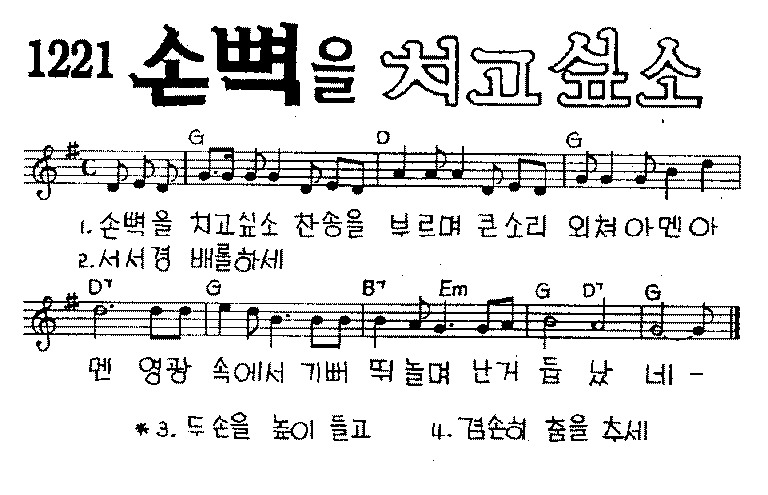 1221 손뼉을 치고싶소
G D G
1. 손벽을 치고싶소 찬송을 부르며 큰소리 외쳐아멘아
2. 서서경 배를하세
D7 G B7 Em G D7 G
멘 영광 속에서 기뻐 뛰놀며 난거 듭 났 네 -
*3. 두손을 높이 들고 4. 겸손히 춤을 추세